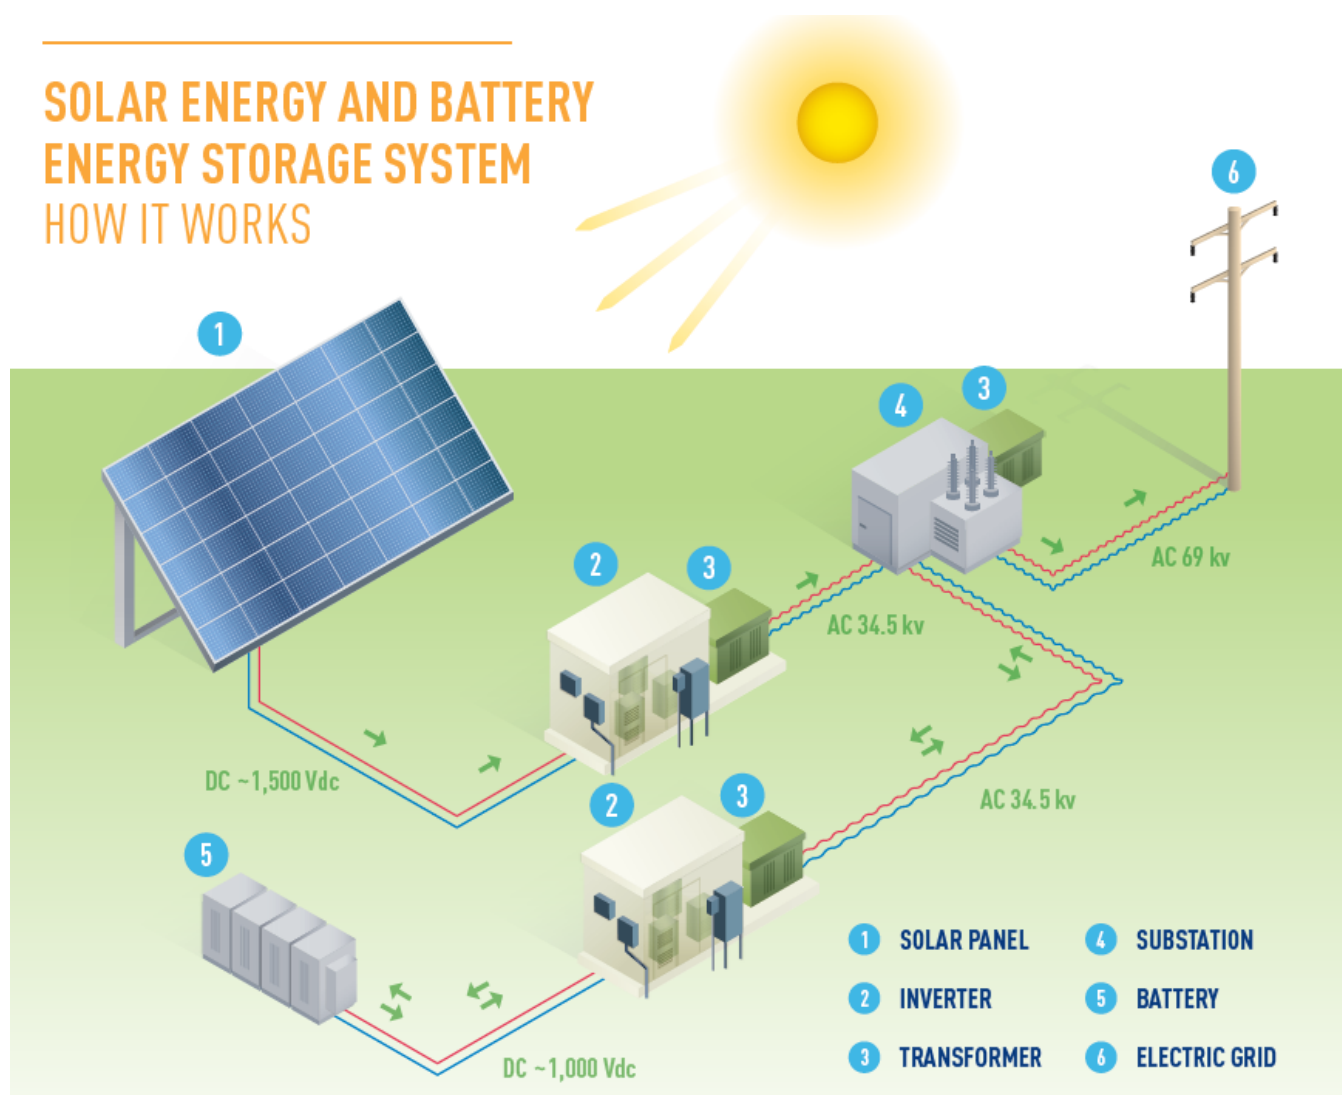 SOLAR ENERGY AND BATTERY
ENERGY STORAGE SYSTEM
HOW IT WORKS
6
1
3
4
2
3
AC 69 kv
AC 34.5 kv
DC ~1,500 Vdc
2
3
AC 34.5 kv
5
DC ~1,000 Vdc
1 SOLAR PANEL
2 INVERTER
3 TRANSFORMER
4 SUBSTATION
5 BATTERY
6 ELECTRIC GRID